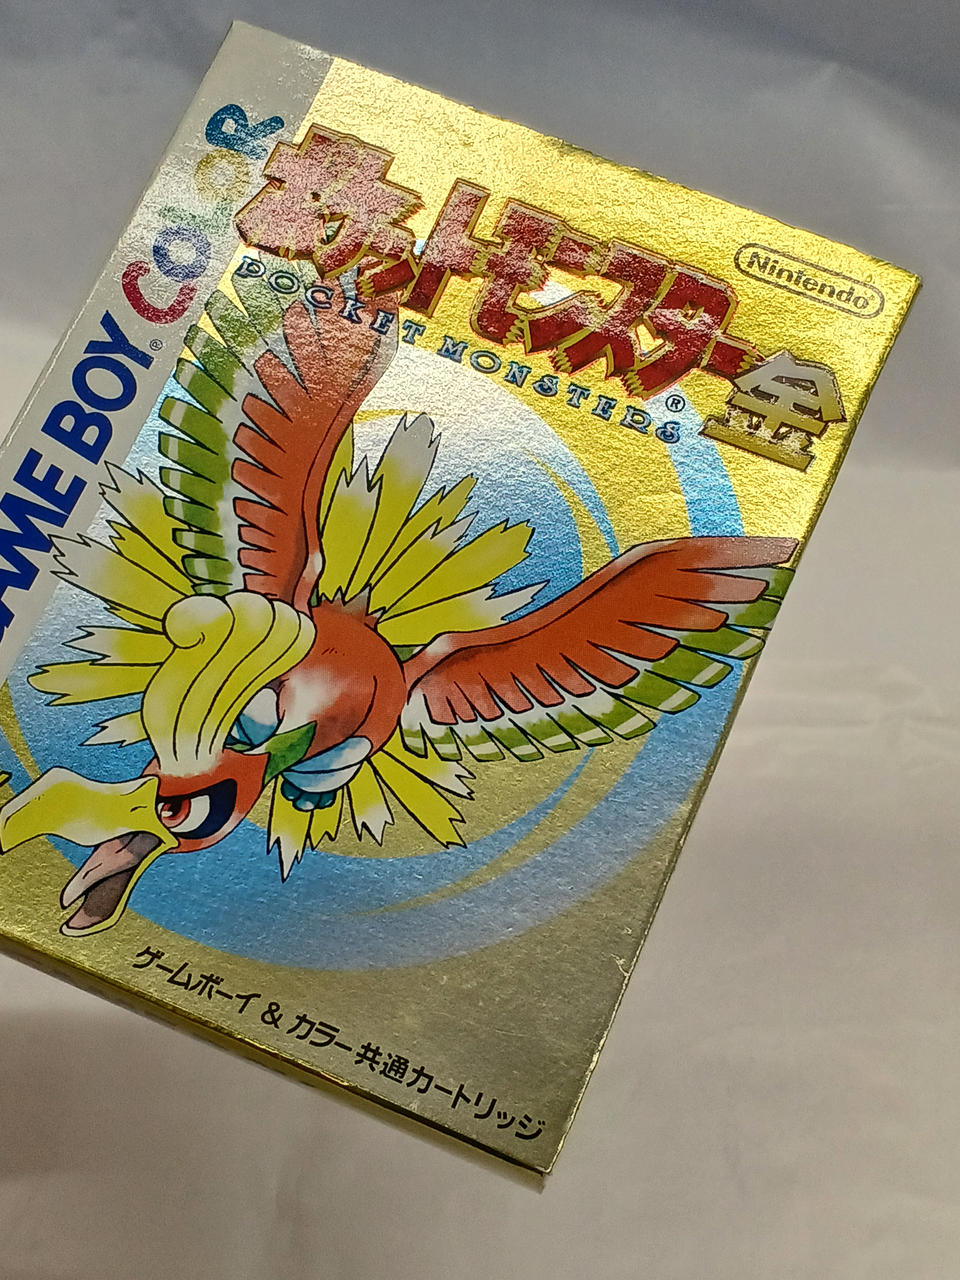 GAME BOY COLOR
®
ポケットモンスター金
POCKET MONSTERS
®
Nintendo
ゲームボーイ & カラー共通カートリッジ